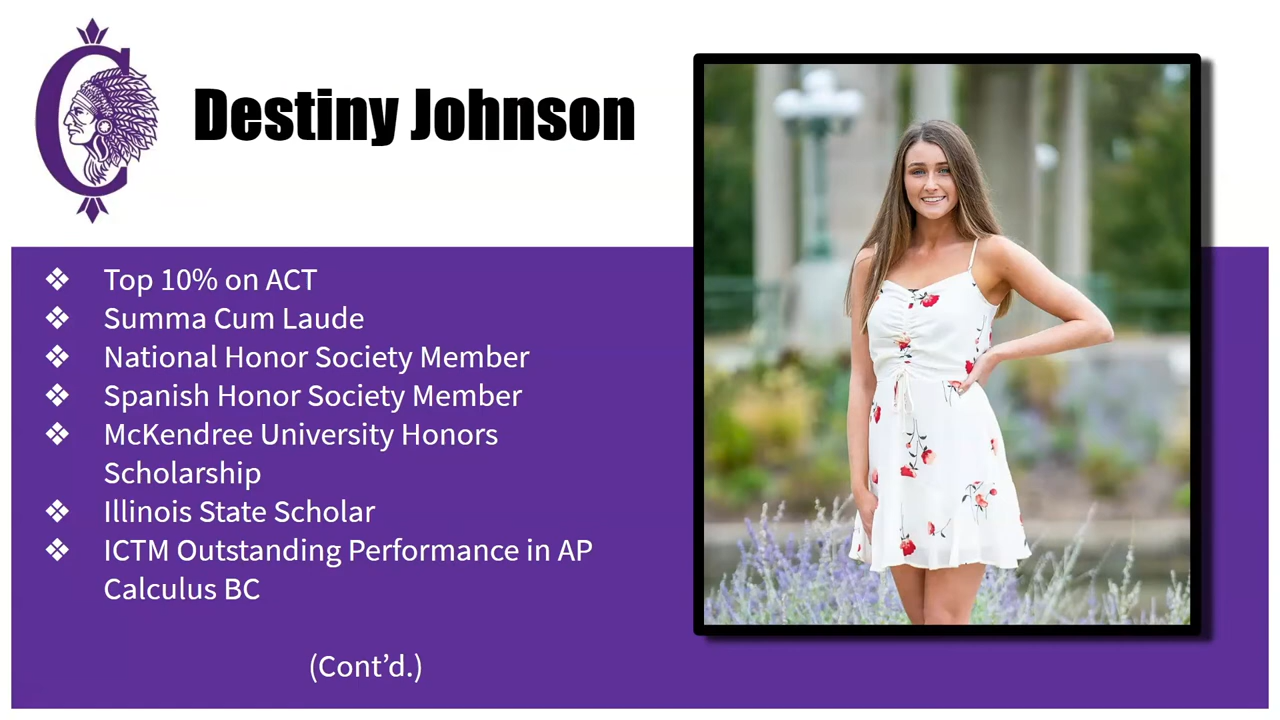 C
Destiny Johnson
❖ Top 10% on ACT
❖ Summa Cum Laude
❖ National Honor Society Member
❖ Spanish Honor Society Member
❖ McKendree University Honors
Scholarship
❖ Illinois State Scholar
❖ ICTM Outstanding Performance in AP
Calculus BC
(Cont’d.)